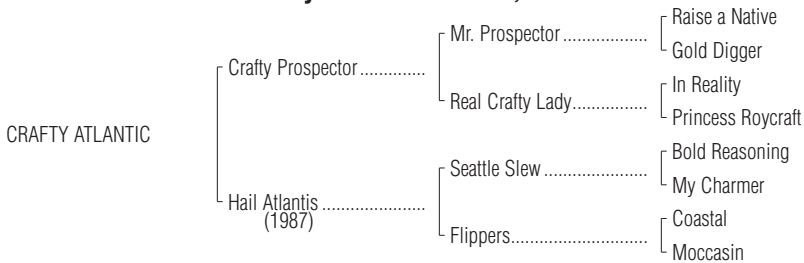 Raise a Native
Mr. Prospector
Gold Digger
Crafty Prospector
In Reality
Real Crafty Lady
Princess Roycraft
CRAFTY ATLANTIC
Bold Reasoning
Seattle Slew
My Charmer
Hail Atlantis
(1987)
Coastal
Flippers
Moccasin